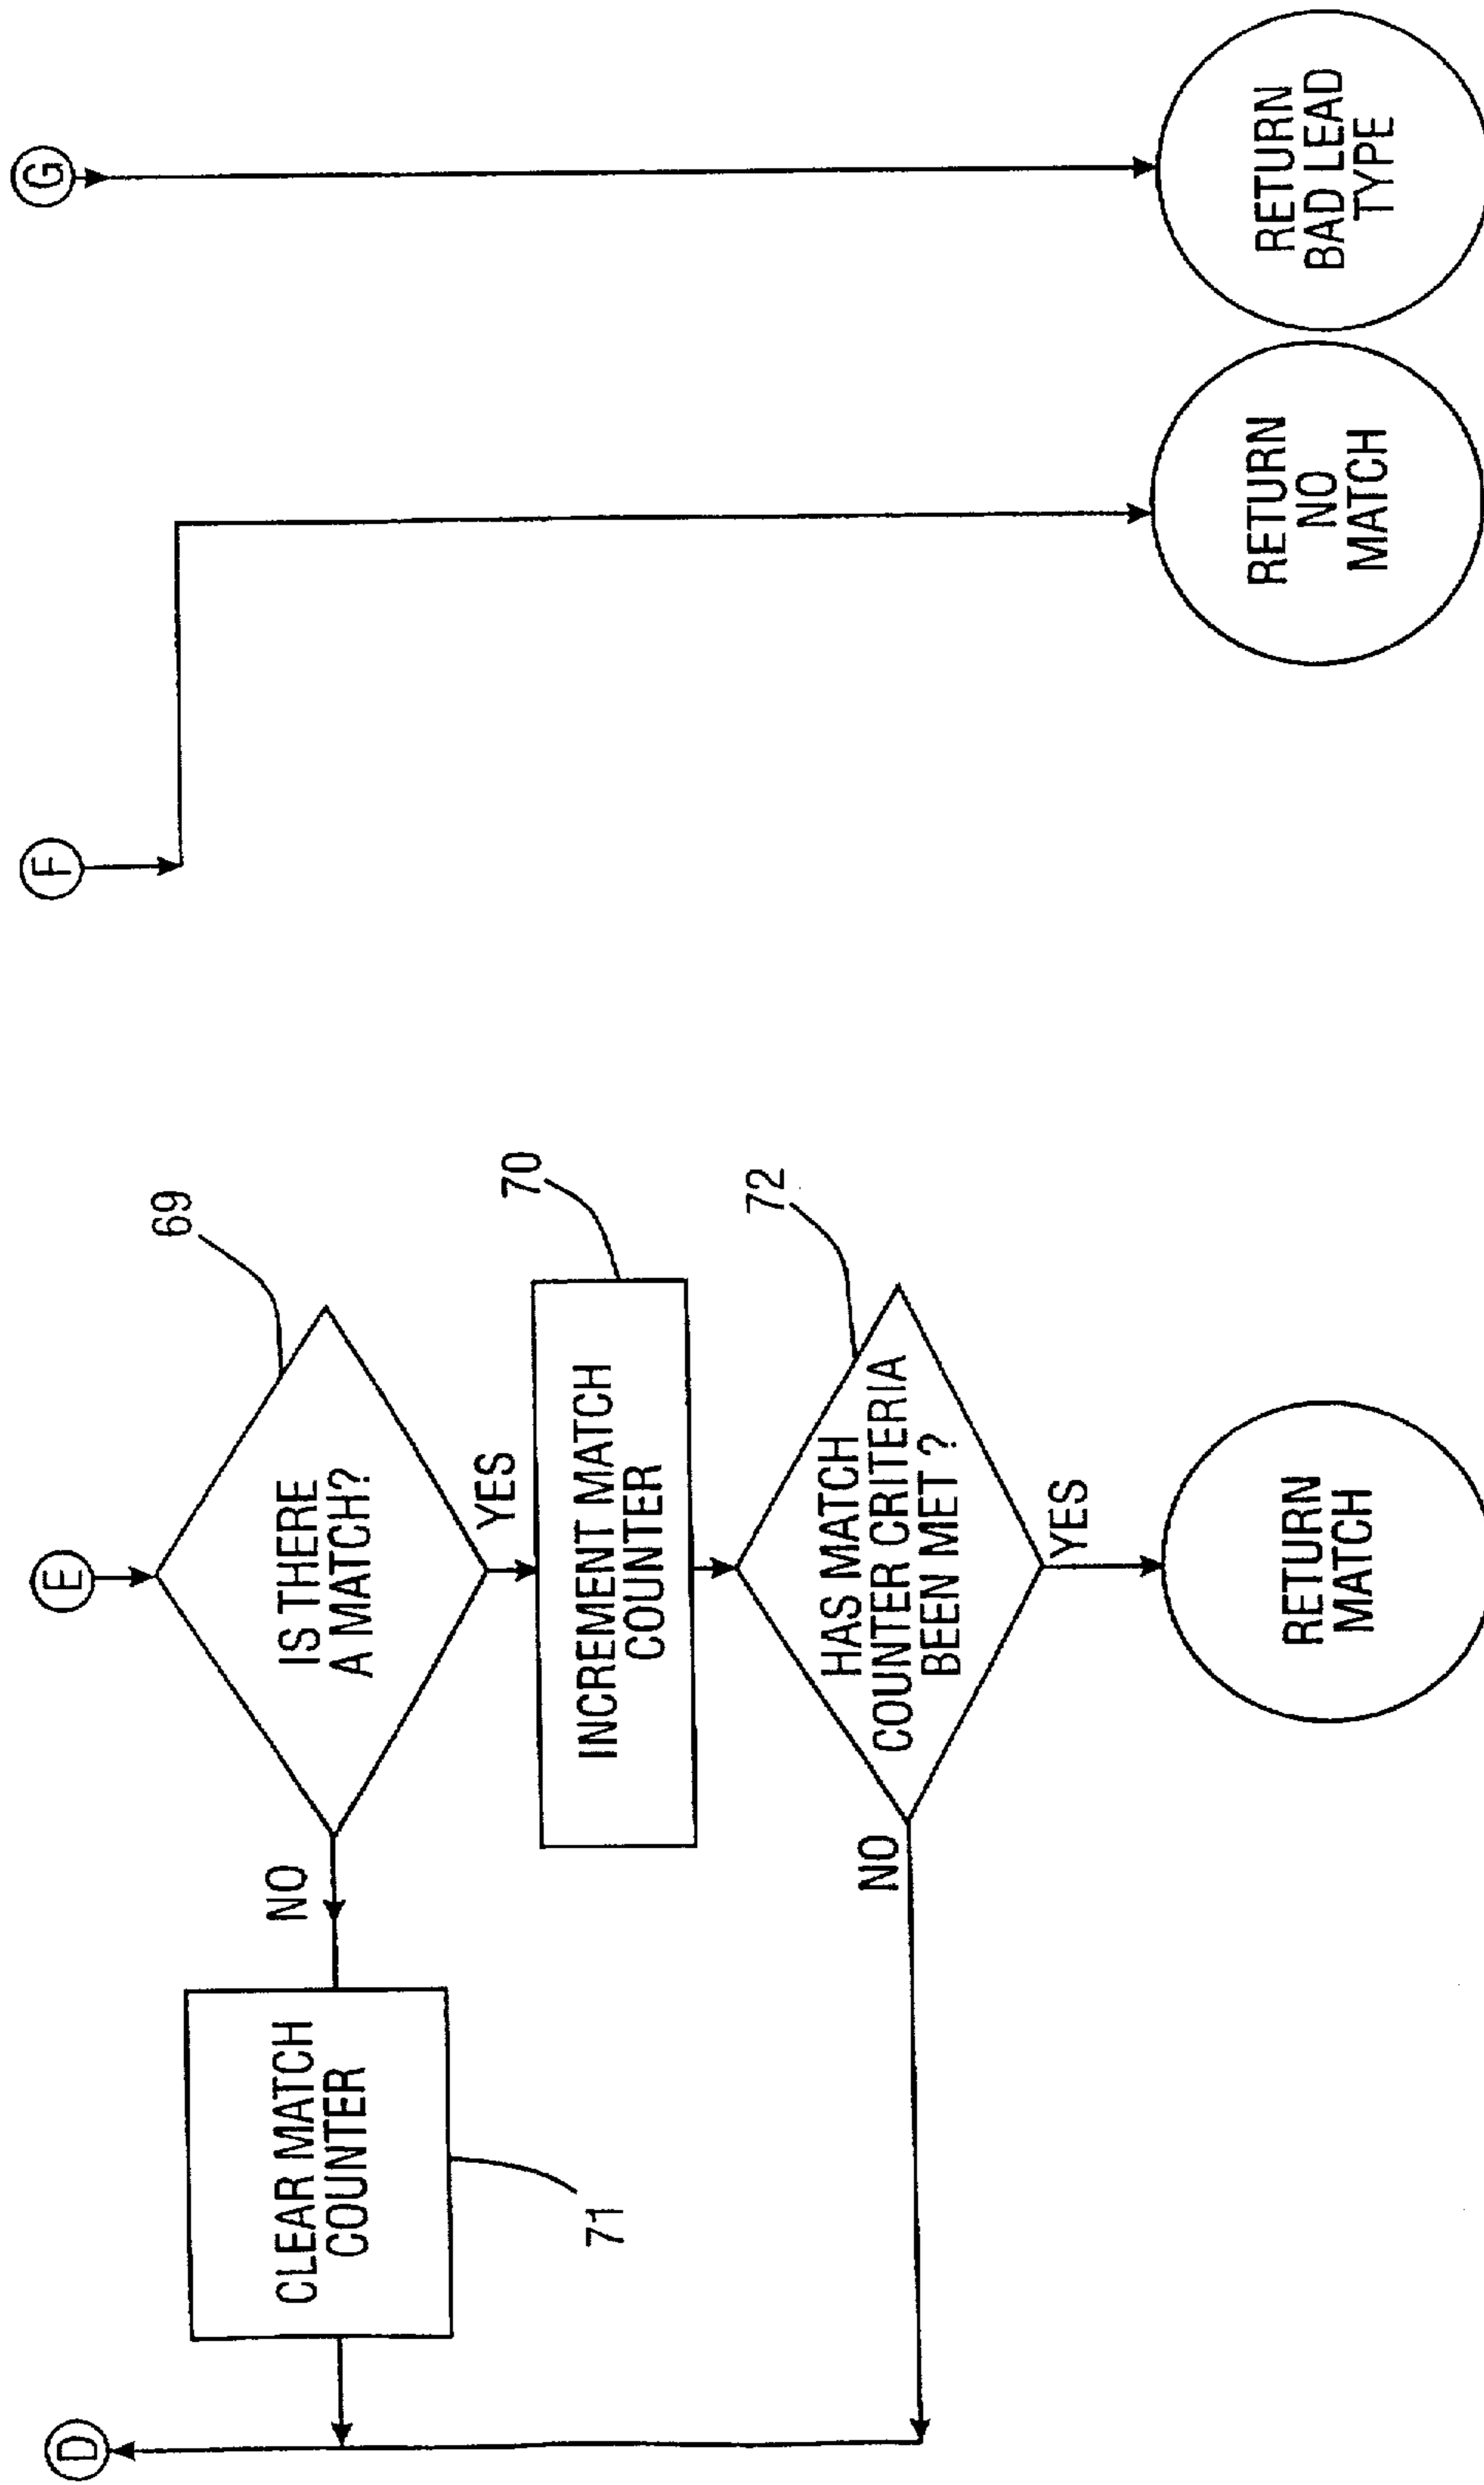 D
E
F
G
69
IS THERE
A MATCH?
NO
YES
CLEAR MATCH
COUNTER
71
70
INCREMENT MATCH
COUNTER
72
HAS MATCH
COUNTER CRITERIA
BEEN MET ?
NO
YES
RETURN
MATCH
RETURN
NO
MATCH
RETURN
BAD LEAD
TYPE